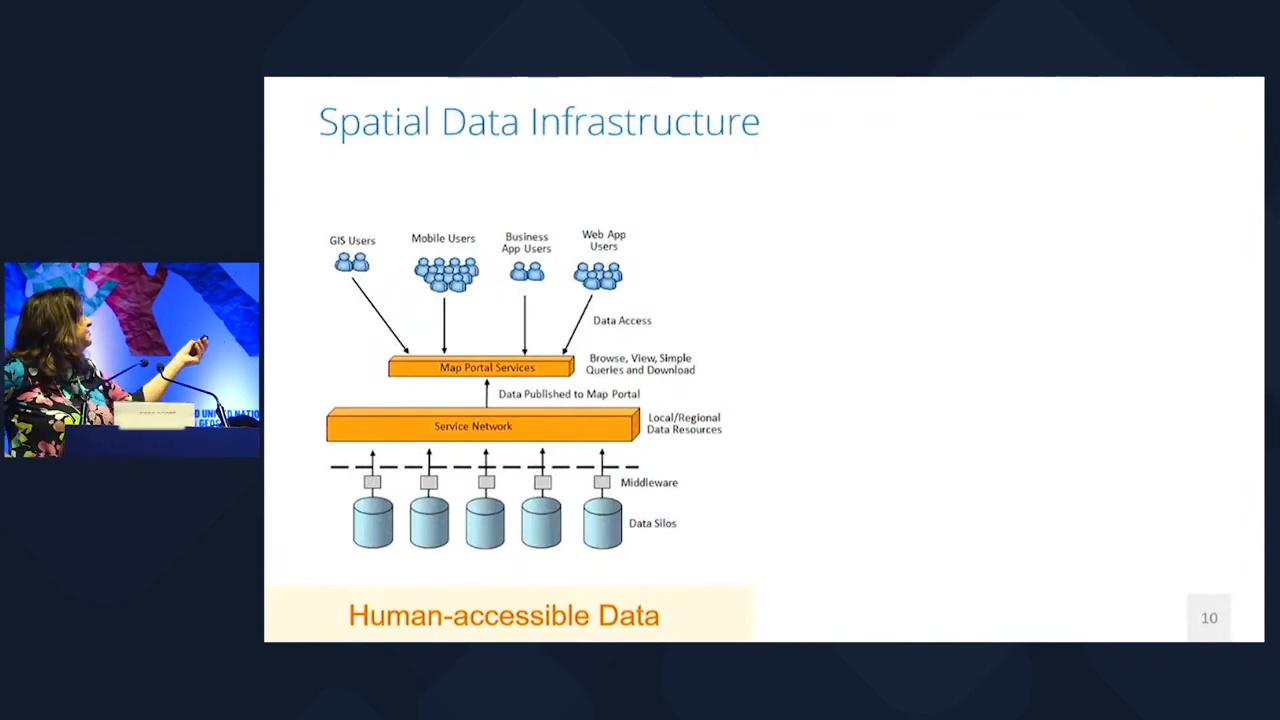 Spatial Data Infrastructure
GIS Users
Mobile Users
Business
App Users
Web App
Users
Data Access
Map Portal Services
Browse, View, Simple
Queries and Download
Data Published to Map Portal
Service Network
Local/Regional
Data Resources
Middleware
Data Silos
Human-accessible Data
10
UNITED NATIO